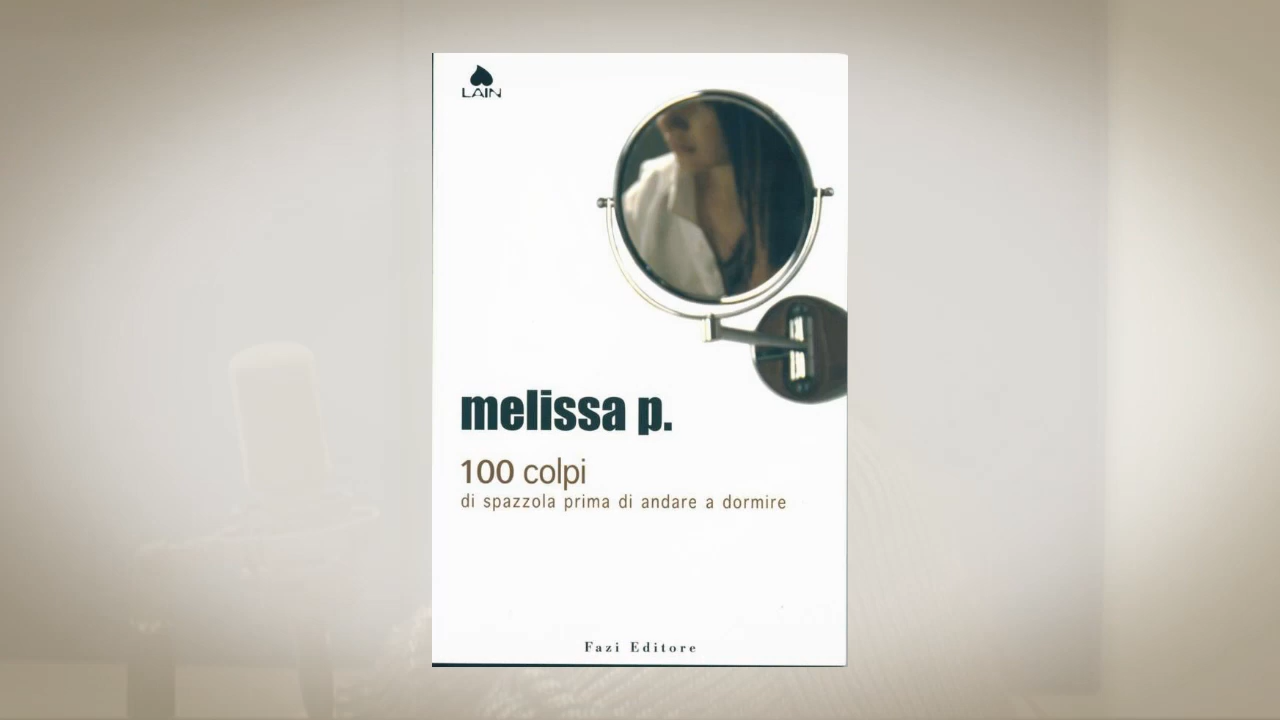 LAIN
melissa p.
100 colpi
di spazzola prima di andare a dormire
Fazi Editore